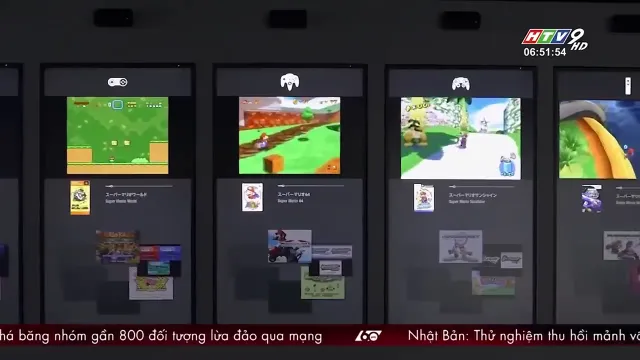 HTV9 HD
06:51:54
スーパーマリオワールド
Super Mario World
スーパーマリオ64
Super Mario 64
スーパーマリオサンシャイン
Super Mario Sunshine
há băng nhóm gần 800 đối tượng lừa đảo qua mạng
60
Nhật Bản: Thử nghiệm thu hồi mảnh v